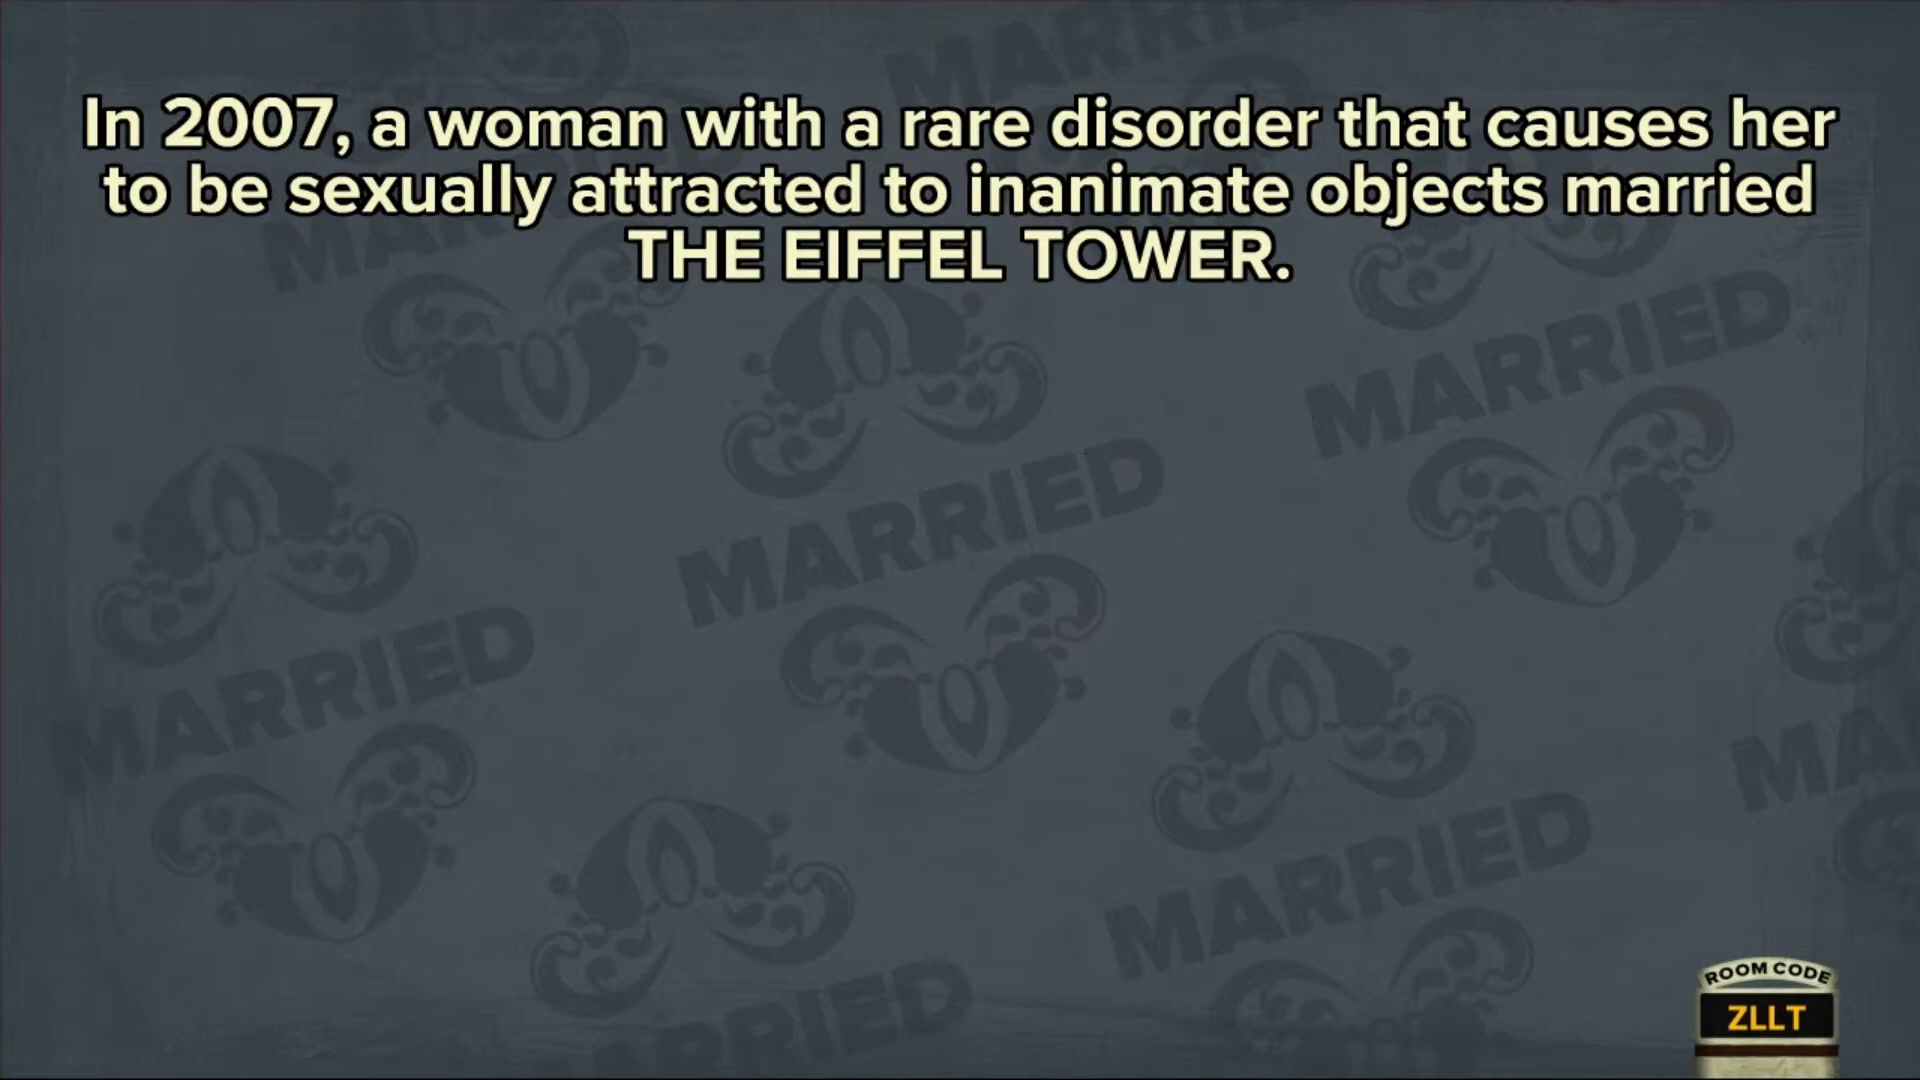 In 2007, a woman with a rare disorder that causes her
to be sexually attracted to inanimate objects married
THE EIFFEL TOWER.
MARRIED
MARRIED
MARRIED
MARRIED
MARRIED
ROOM CODE
ZLLT